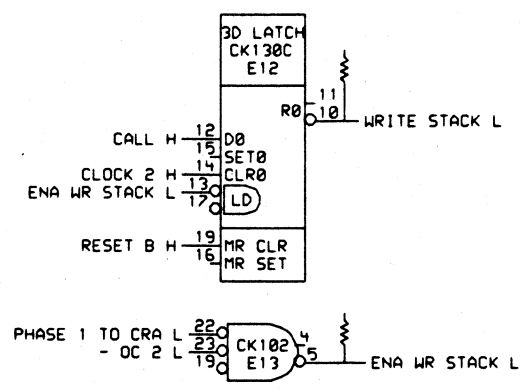 3D LATCH
CK130C
E12
R0 11
10 WRITE STACK L
CALL H 12 D0
15 SET0
CLOCK 2 H 14 CLR0
ENA WR STACK L 13 LD
17
RESET B H 19 MR CLR
16 MR SET
PHASE 1 TO CRA L 22 CK102 4
- OC 2 L 23 E13 5 ENA WR STACK L
19